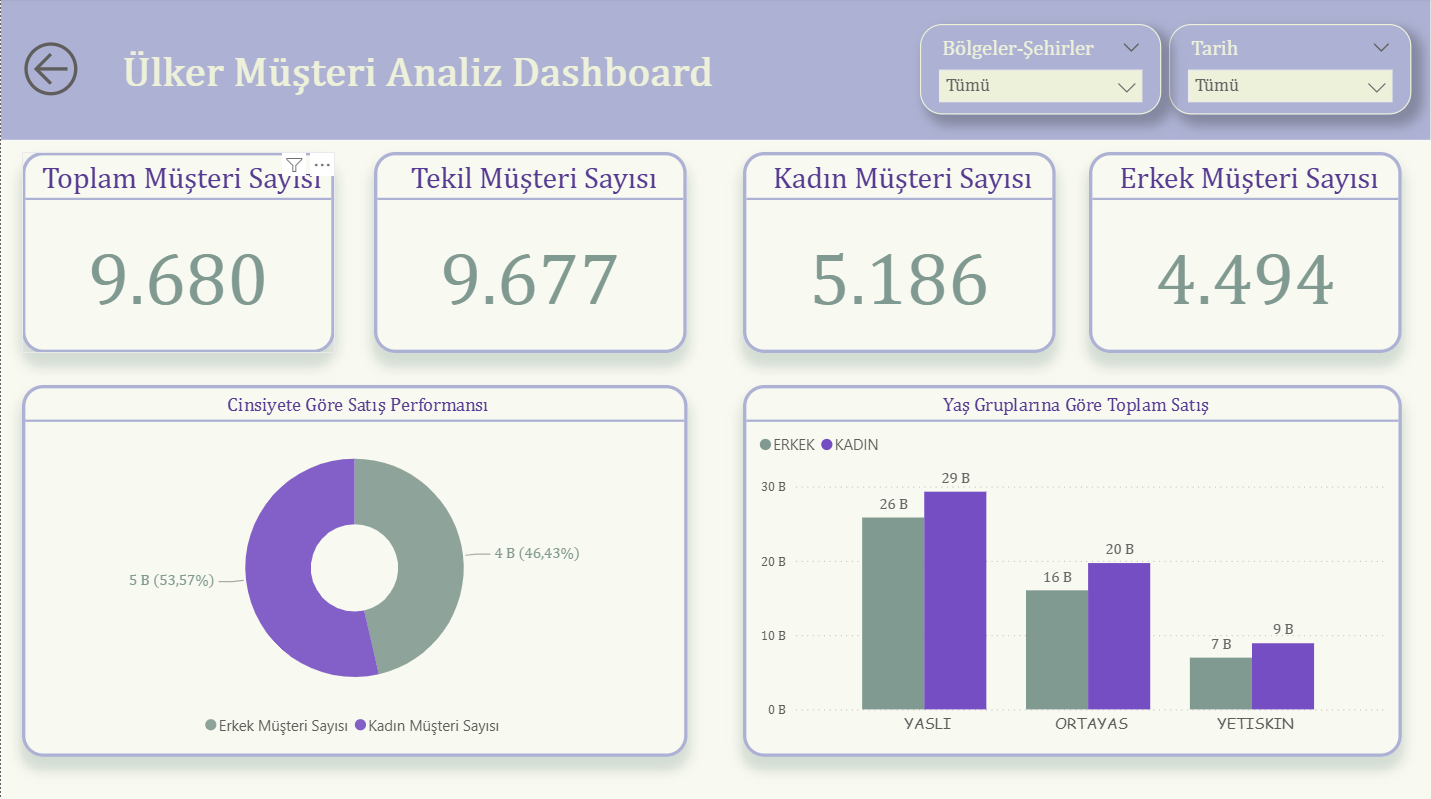 Ülker Müşteri Analiz Dashboard
Bölgeler-Şehirler
Tümü
Tarih
Tümü
Toplam Müşteri Sayısı
9.680
Tekil Müşteri Sayısı
9.677
Kadın Müşteri Sayısı
5.186
Erkek Müşteri Sayısı
4.494
Cinsiyete Göre Satış Performansı
4 B (46,43%)
5 B (53,57%)
Erkek Müşteri Sayısı Kadın Müşteri Sayısı
Yaş Gruplarına Göre Toplam Satış
ERKEK KADIN
30 B
20 B
10 B
0 B
26 B
29 B
16 B
20 B
7 B
9 B
YASLI
ORTAYAS
YETISKIN